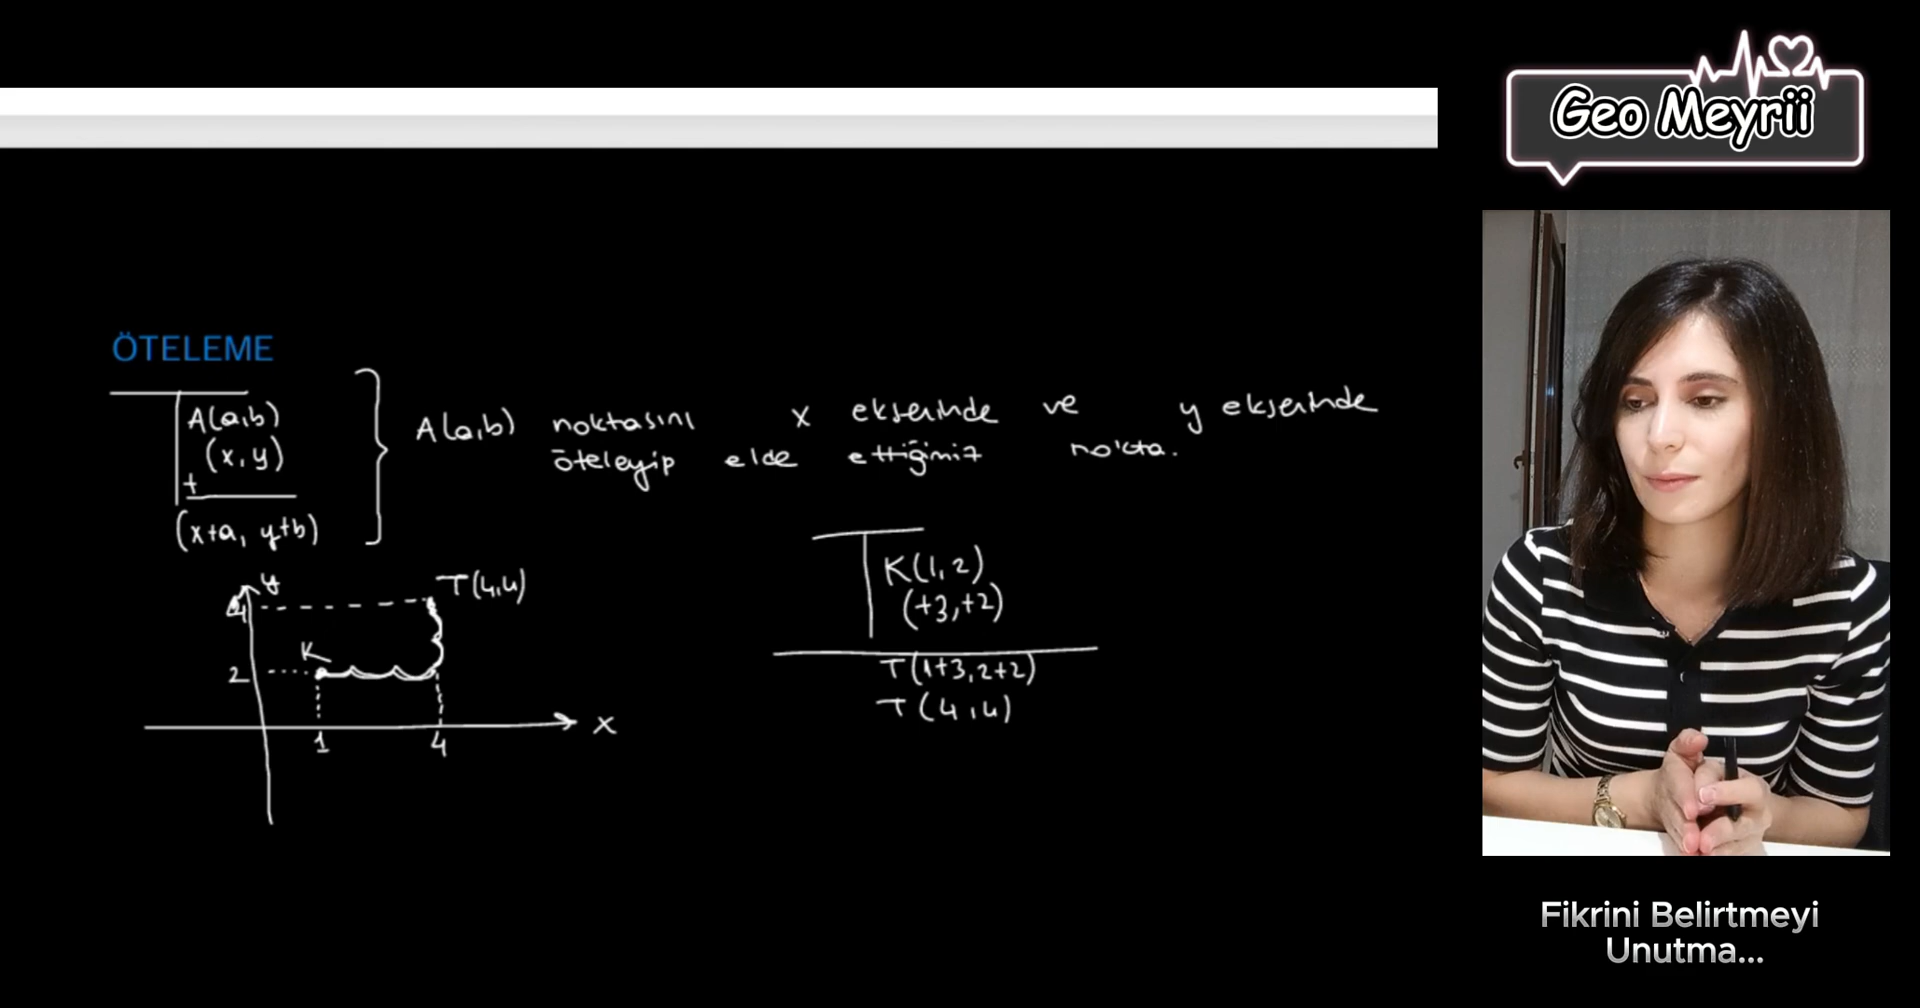 Geo Meyrii
ÖTELEME
A(a,b)
(x,y)
+
(x+a, y+b)
A(a,b) noktasını x ekseninde ve y ekseninde
öteleyip elde ettiğimiz nokta.
y
T(4,4)
4
K
2
1
4
x
K(1,2)
(+3,+2)
T(1+3,2+2)
T(4,4)
Fikrini Belirtmeyi
Unutma...